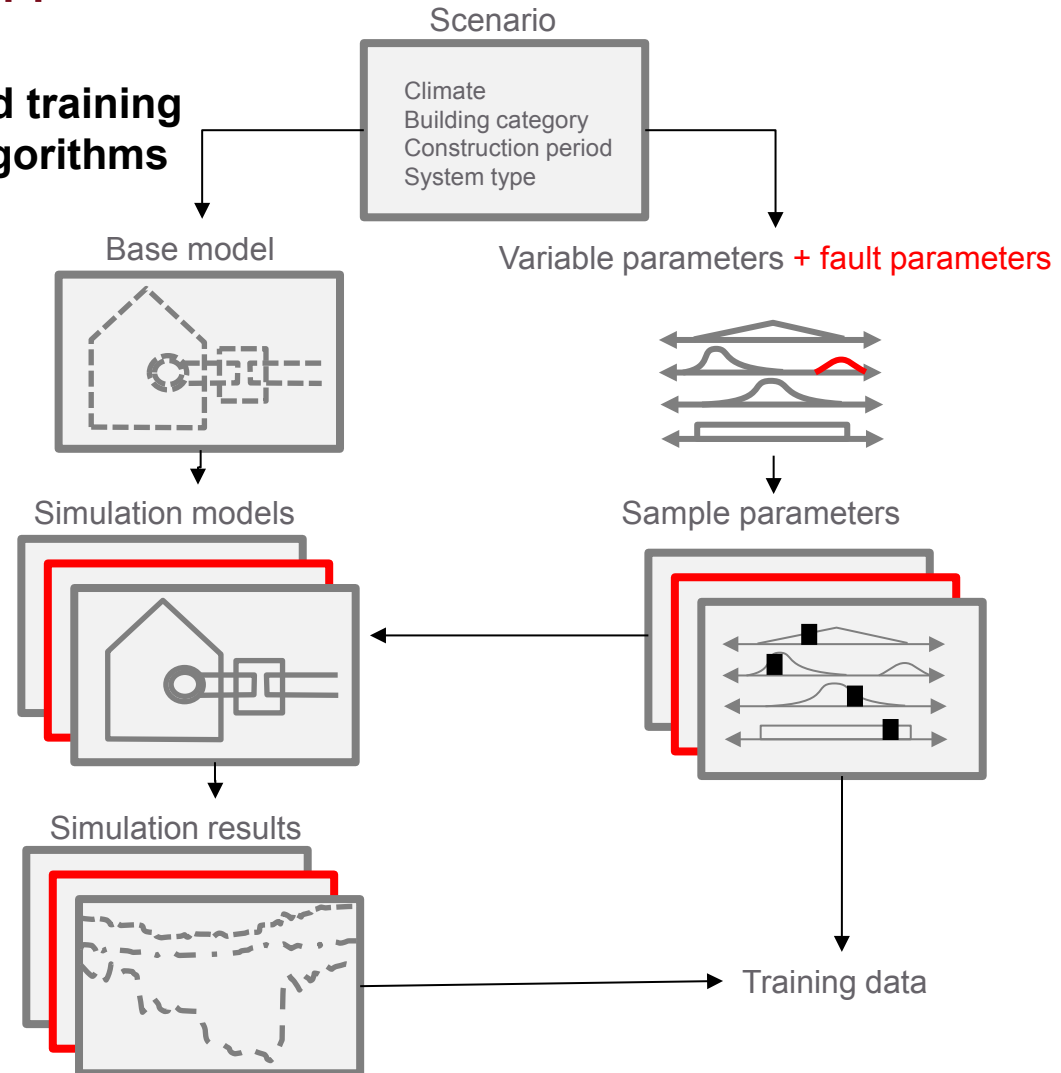 Scenario
training
Climate
Building category
Construction period
System type
Base model
Variable parameters + fault parameters
Simulation models
Sample parameters
Simulation results
Training data